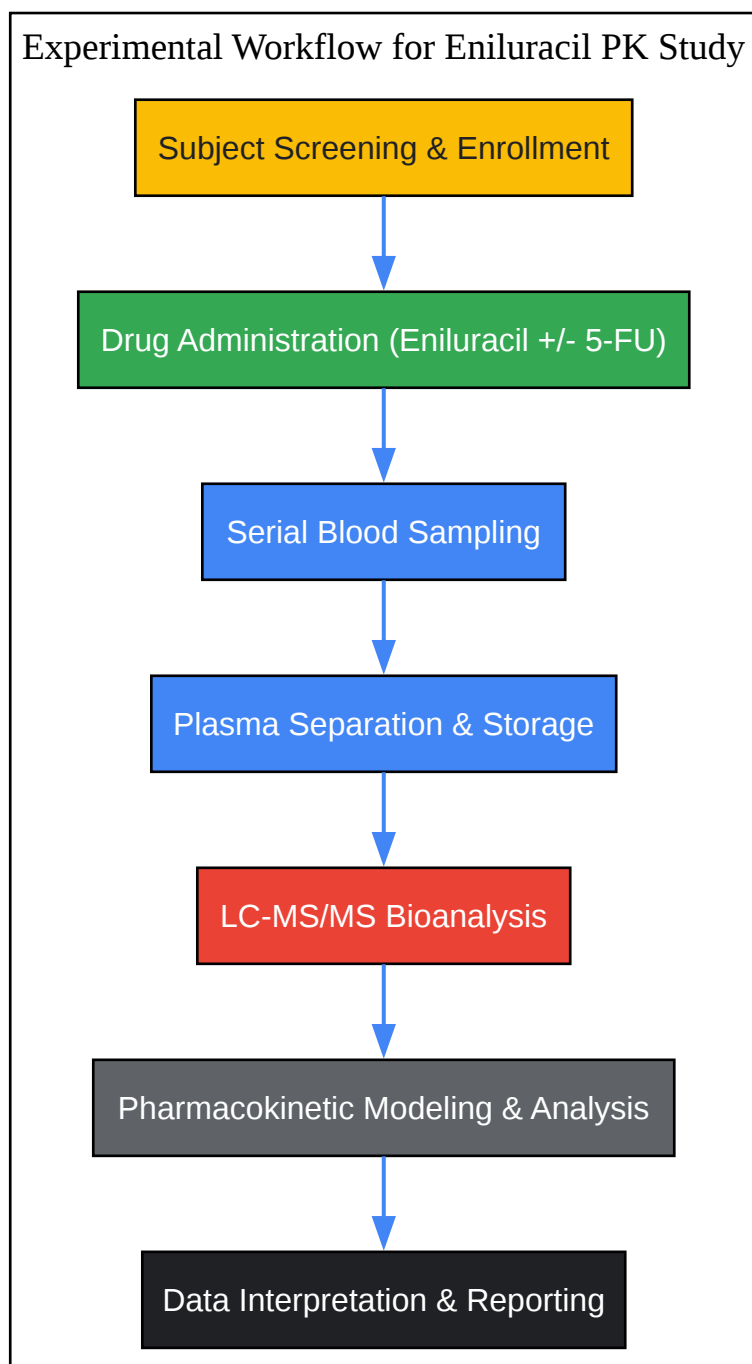 Experimental Workflow for Eniluracil PK Study
Subject Screening & Enrollment
Drug Administration (Eniluracil +/- 5-FU)
Serial Blood Sampling
Plasma Separation & Storage
LC-MS/MS Bioanalysis
Pharmacokinetic Modeling & Analysis
Data Interpretation & Reporting